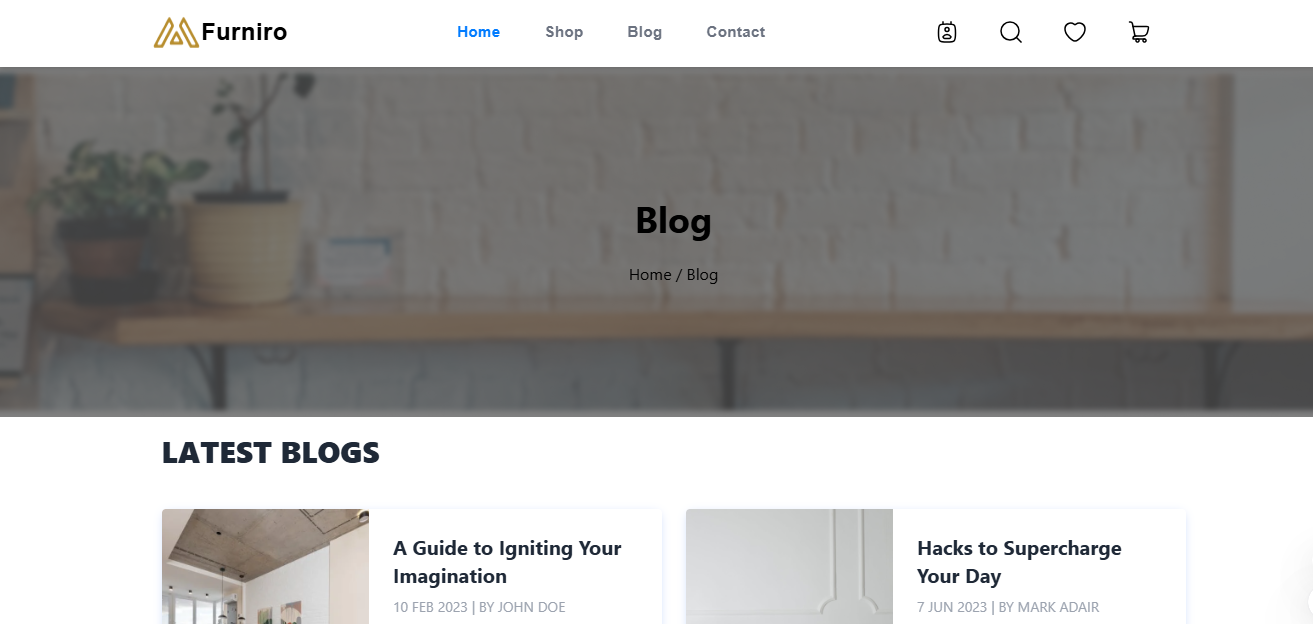 Furniro
Home
Shop
Blog
Contact
Blog
Home / Blog
LATEST BLOGS
A Guide to Igniting Your
Imagination
10 FEB 2023 | BY JOHN DOE
Hacks to Supercharge
Your Day
7 JUN 2023 | BY MARK ADAIR